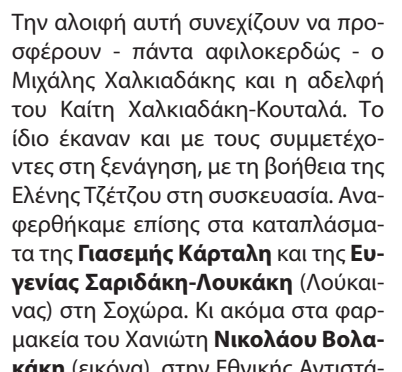 Την αλοιφή αυτή συνεχίζουν να προ-
σφέρουν - πάντα αφιλοκερδώς - ο
Μιχάλης Χαλκιαδάκης και η αδελφή
του Καίτη Χαλκιαδάκη-Κουταλά. Το
ίδιο έκαναν και με τους συμμετέχο-
ντες στη ξενάγηση, με τη βοήθεια της
Ελένης Τζέτζου στη συσκευασία. Ανα-
φερθήκαμε επίσης στα καταπλάσμα-
τα της Γιασεμής Κάρταλη και της Ευ-
γενίας Σαριδάκη-Λουκάκη (Λούκαι-
νας) στη Σοχώρα. Κι ακόμα στα φαρ-
μακεία του Χανιώτη Νικολάου Βολα-
κάκη (εικόνα), στην Εθνικής Αντιστά-